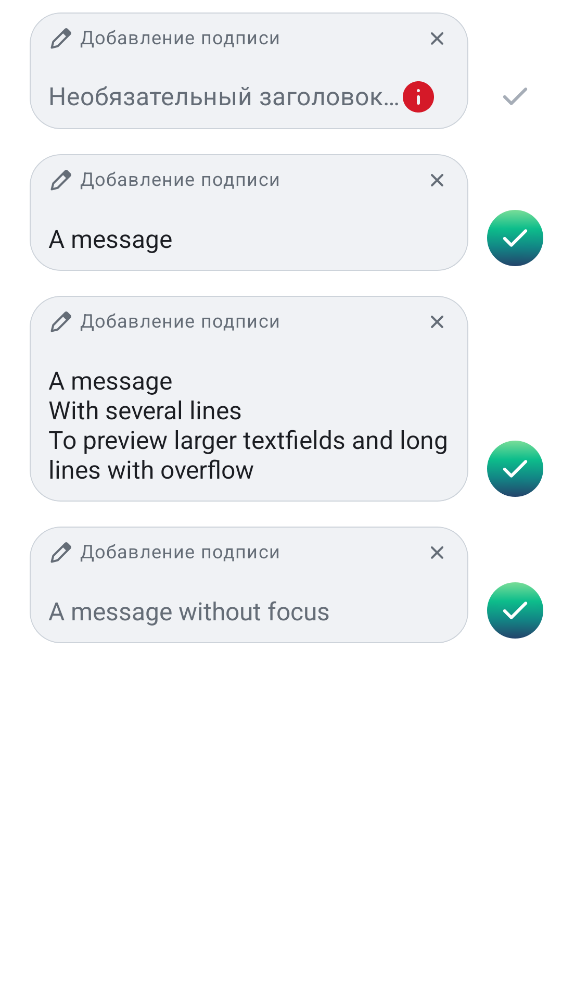 Добавление подписи
Необязательный заголовок…
Добавление подписи
A message
Добавление подписи
A message
With several lines
To preview larger textfields and long
lines with overflow
Добавление подписи
A message without focus